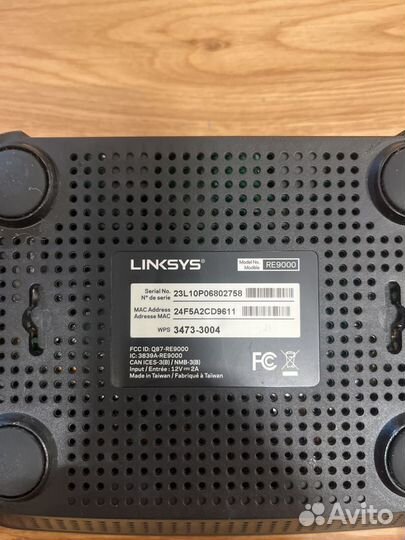 LINKSYS®
Model No. RE9000
Modèle
Serial No. 23L10P06802758
N° de serie
MAC Address 24F5A2CD9611
Adresse MAC
WPS 3473-3004
FCC ID: Q87-RE9000
IC: 3839A-RE9000
CAN ICES-3(B) / NMB-3(B)
Input / Entrée : 12V ⎓ 2A
Made in Taiwan / Fabriqué à Taïwan
FC
Avito